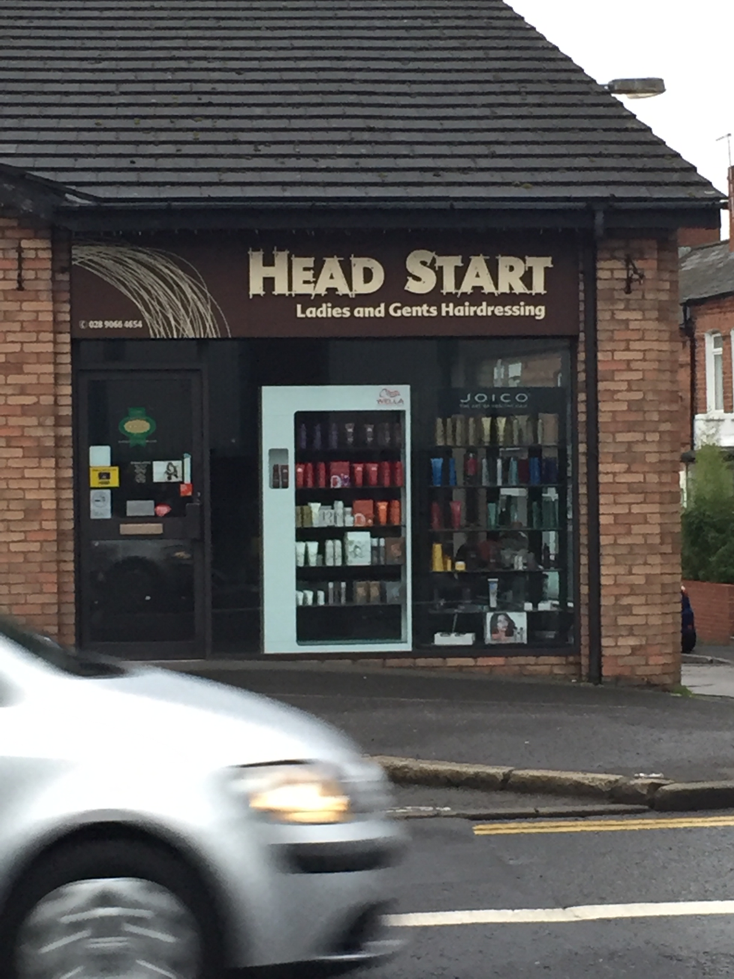 HEAD START
Ladies and Gents Hairdressing
028 9066 4654
WELLA
JOICO